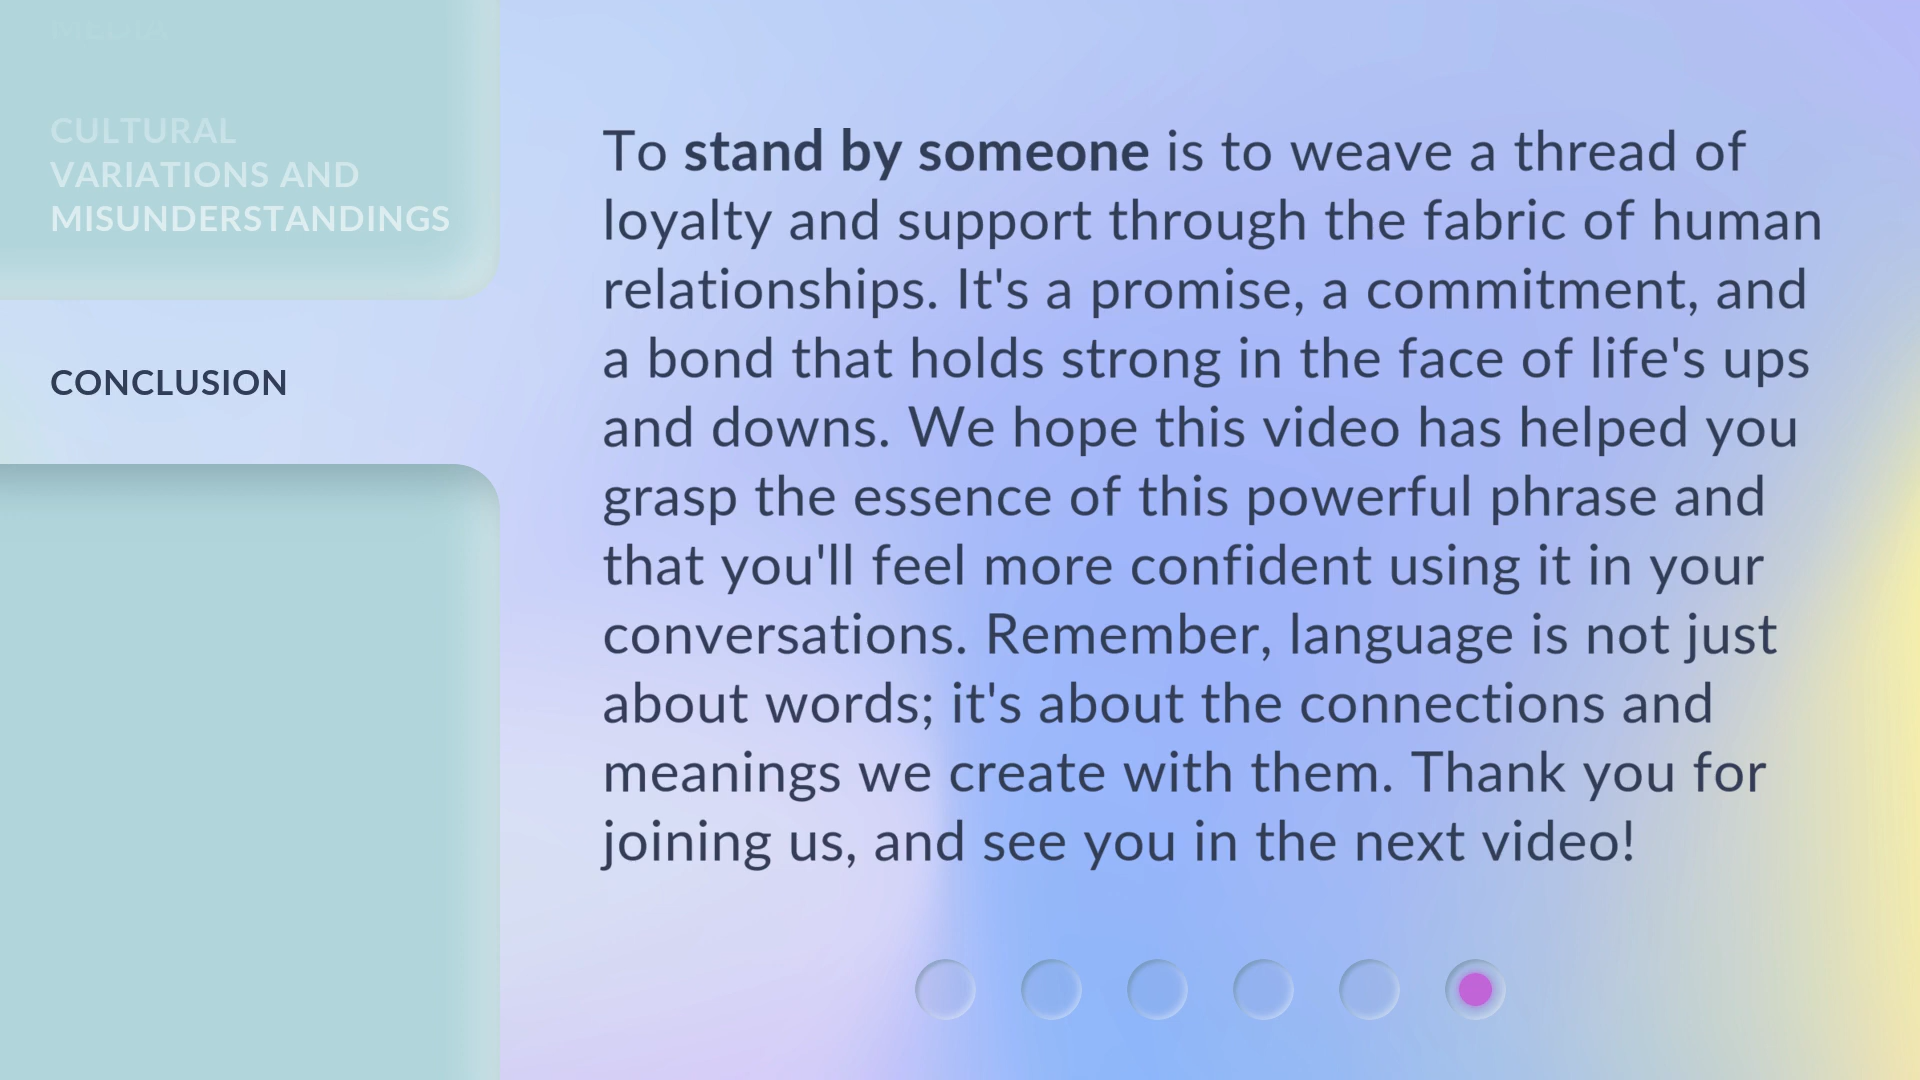 MEDIA
CULTURAL
VARIATIONS AND
MISUNDERSTANDINGS
CONCLUSION
To stand by someone is to weave a thread of
loyalty and support through the fabric of human
relationships. It's a promise, a commitment, and
a bond that holds strong in the face of life's ups
and downs. We hope this video has helped you
grasp the essence of this powerful phrase and
that you'll feel more confident using it in your
conversations. Remember, language is not just
about words; it's about the connections and
meanings we create with them. Thank you for
joining us, and see you in the next video!